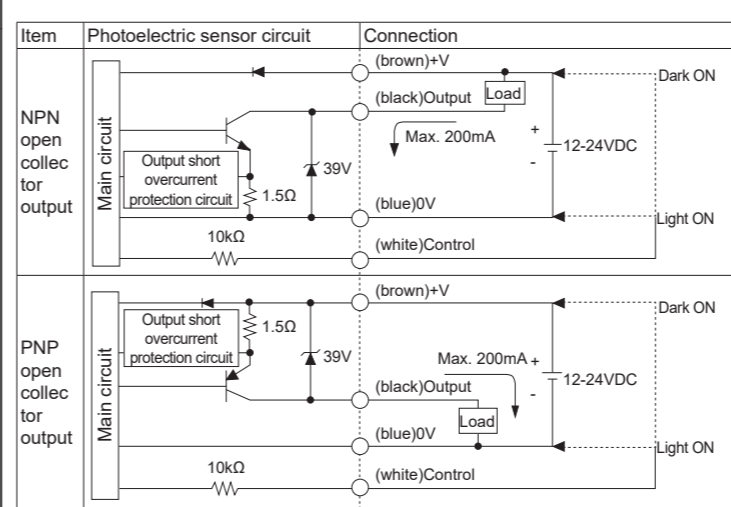 Item
Photoelectric sensor circuit
Connection
NPN
open
collec
tor
output
Main circuit
Output short
overcurrent
protection circuit
1.5Ω
39V
10kΩ
(brown)+V
(black)Output
Load
Max. 200mA
+
-
12-24VDC
(blue)0V
(white)Control
Dark ON
Light ON
PNP
open
collec
tor
output
Main circuit
Output short
overcurrent
protection circuit
1.5Ω
39V
10kΩ
(brown)+V
Max. 200mA
+
-
12-24VDC
(black)Output
Load
(blue)0V
(white)Control
Dark ON
Light ON